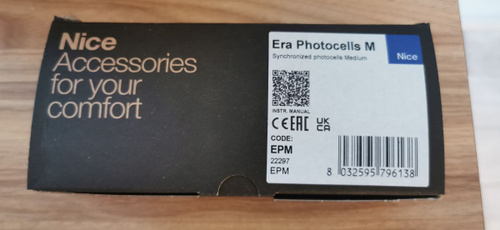 Nice
Accessories
for your
comfort
Era Photocells M
Synchronized photocells Medium
Nice
INSTR. MANUAL
CE EAC UK
CA
CODE:
EPM
22297
EPM
8 032595 796138